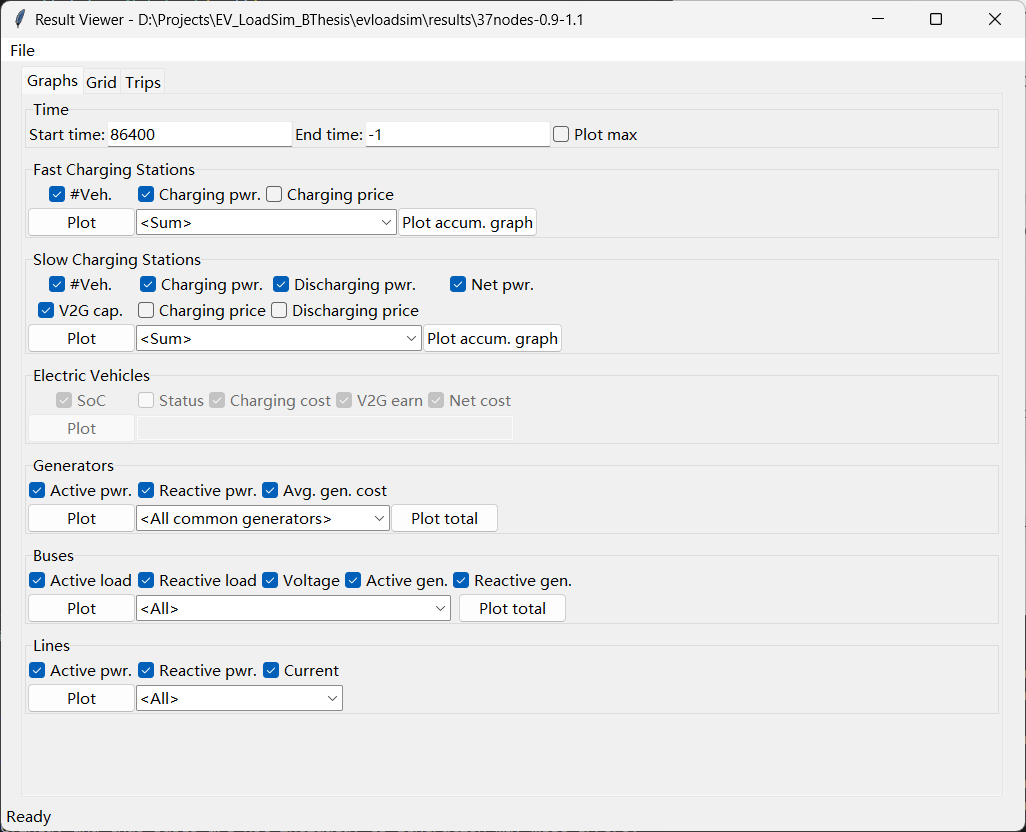 Result Viewer - D:\Projects\EV_LoadSim_BThesis\evloadsim\results\37nodes-0.9-1.1
File
Graphs Grid Trips
Time
Start time: 86400 End time: -1 Plot max
Fast Charging Stations
#Veh. Charging pwr. Charging price
Plot <Sum> Plot accum. graph
Slow Charging Stations
#Veh. Charging pwr. Discharging pwr. Net pwr.
V2G cap. Charging price Discharging price
Plot <Sum> Plot accum. graph
Electric Vehicles
SoC Status Charging cost V2G earn Net cost
Plot
Generators
Active pwr. Reactive pwr. Avg. gen. cost
Plot <All common generators> Plot total
Buses
Active load Reactive load Voltage Active gen. Reactive gen.
Plot <All> Plot total
Lines
Active pwr. Reactive pwr. Current
Plot <All>
Ready